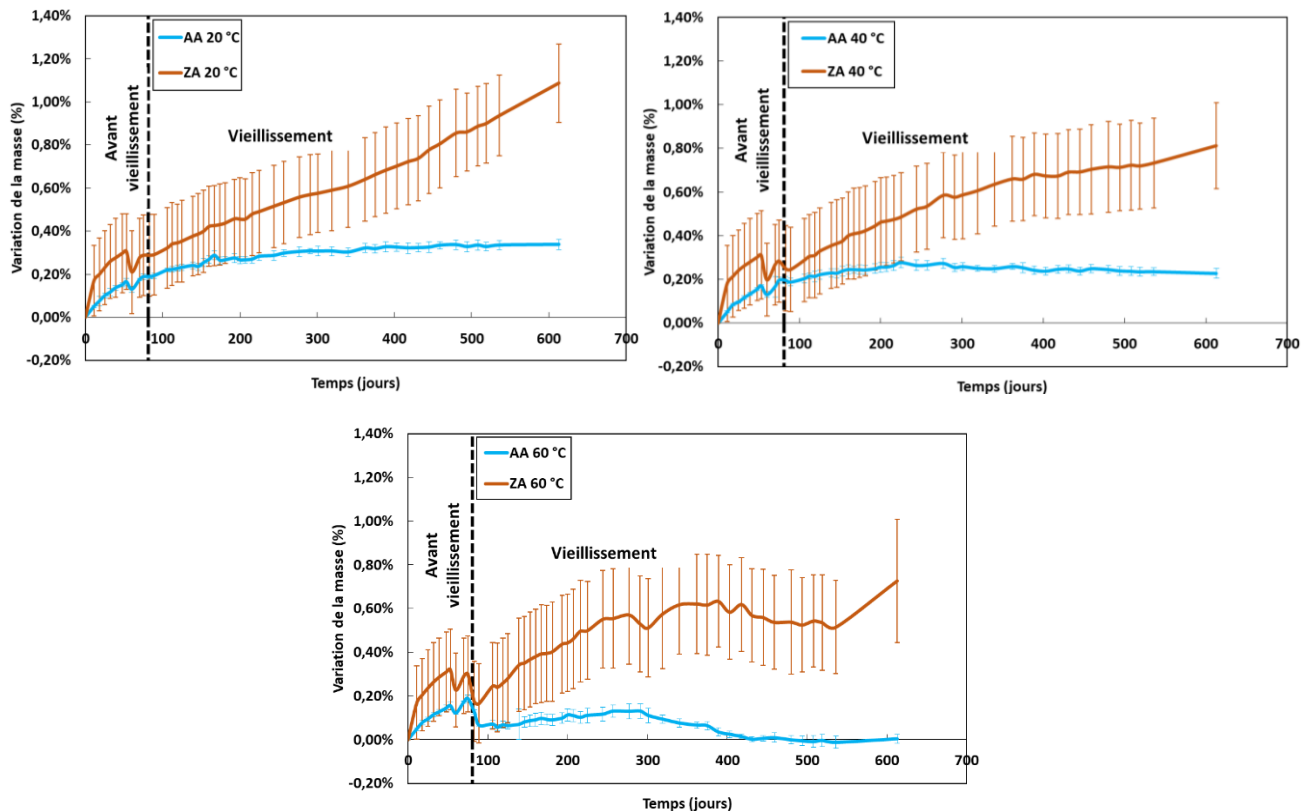 1,40%
1,20%
1,00%
0,80%
0,60%
0,40%
0,20%
0,00%
-0,20%
Variation de la masse (%)
AA 20 °C
ZA 20 °C
Avant
vieillissement
Vieillissement
0 100 200 300 400 500 600 700
Temps (jours)
1,40%
1,20%
1,00%
0,80%
0,60%
0,40%
0,20%
0,00%
-0,20%
Variation de la masse (%)
AA 40 °C
ZA 40 °C
Avant
vieillissement
Vieillissement
0 100 200 300 400 500 600 700
Temps (jours)
1,40%
1,20%
1,00%
0,80%
0,60%
0,40%
0,20%
0,00%
-0,20%
Variation de la masse (%)
AA 60 °C
ZA 60 °C
Avant
vieillissement
Vieillissement
0 100 200 300 400 500 600 700
Temps (jours)